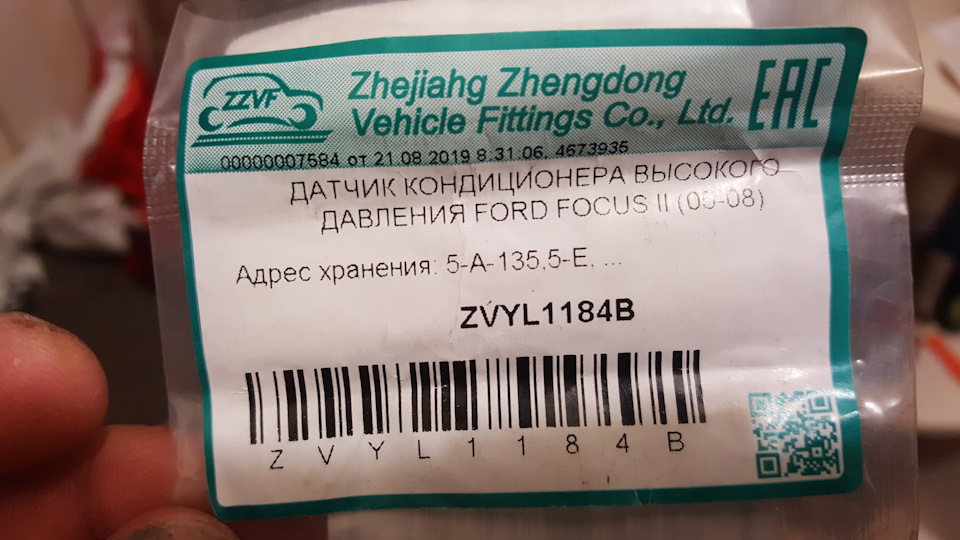 ZZVF
Zhejiahg Zhengdong
Vehicle Fittings Co., Ltd.
EAC
00000007584 от 21.08.2019 8:31:06, 4673935
ДАТЧИК КОНДИЦИОНЕРА ВЫСОКОГО
ДАВЛЕНИЯ FORD FOCUS II (05-08)
Адрес хранения: 5-А-135,5-Е, ...
ZVYL1184B
Z V Y L 1 1 8 4 B